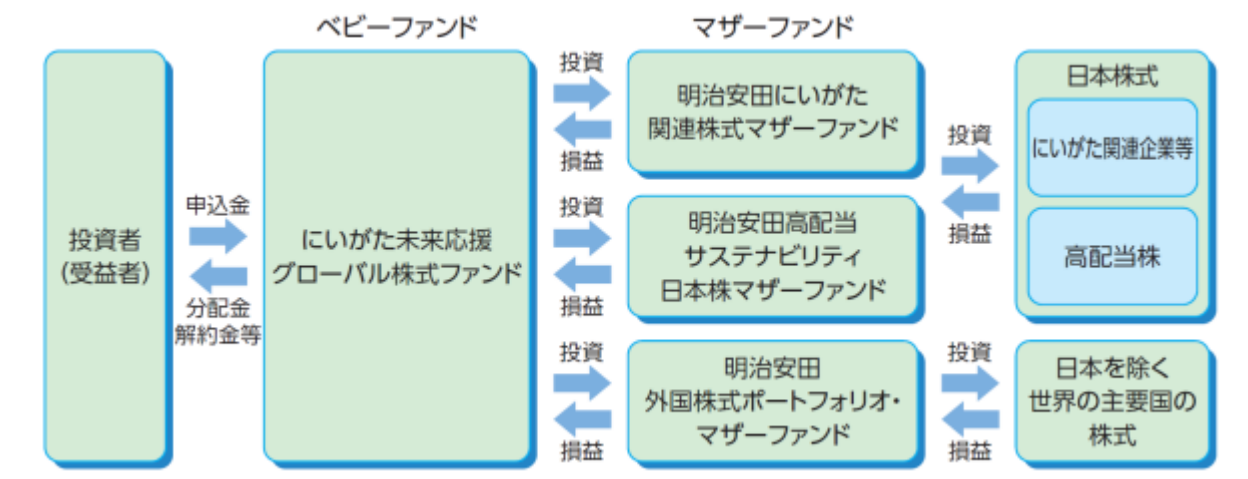 ベビーファンド
マザーファンド
投資者
（受益者）
申込金
分配金
解約金等
にいがた未来応援
グローバル株式ファンド
投資
損益
明治安田にいがた
関連株式マザーファンド
投資
損益
明治安田高配当
サステナビリティ
日本株マザーファンド
投資
損益
日本株式
にいがた関連企業等
高配当株
投資
損益
明治安田
外国株式ポートフォリオ・
マザーファンド
投資
損益
日本を除く
世界の主要国の
株式